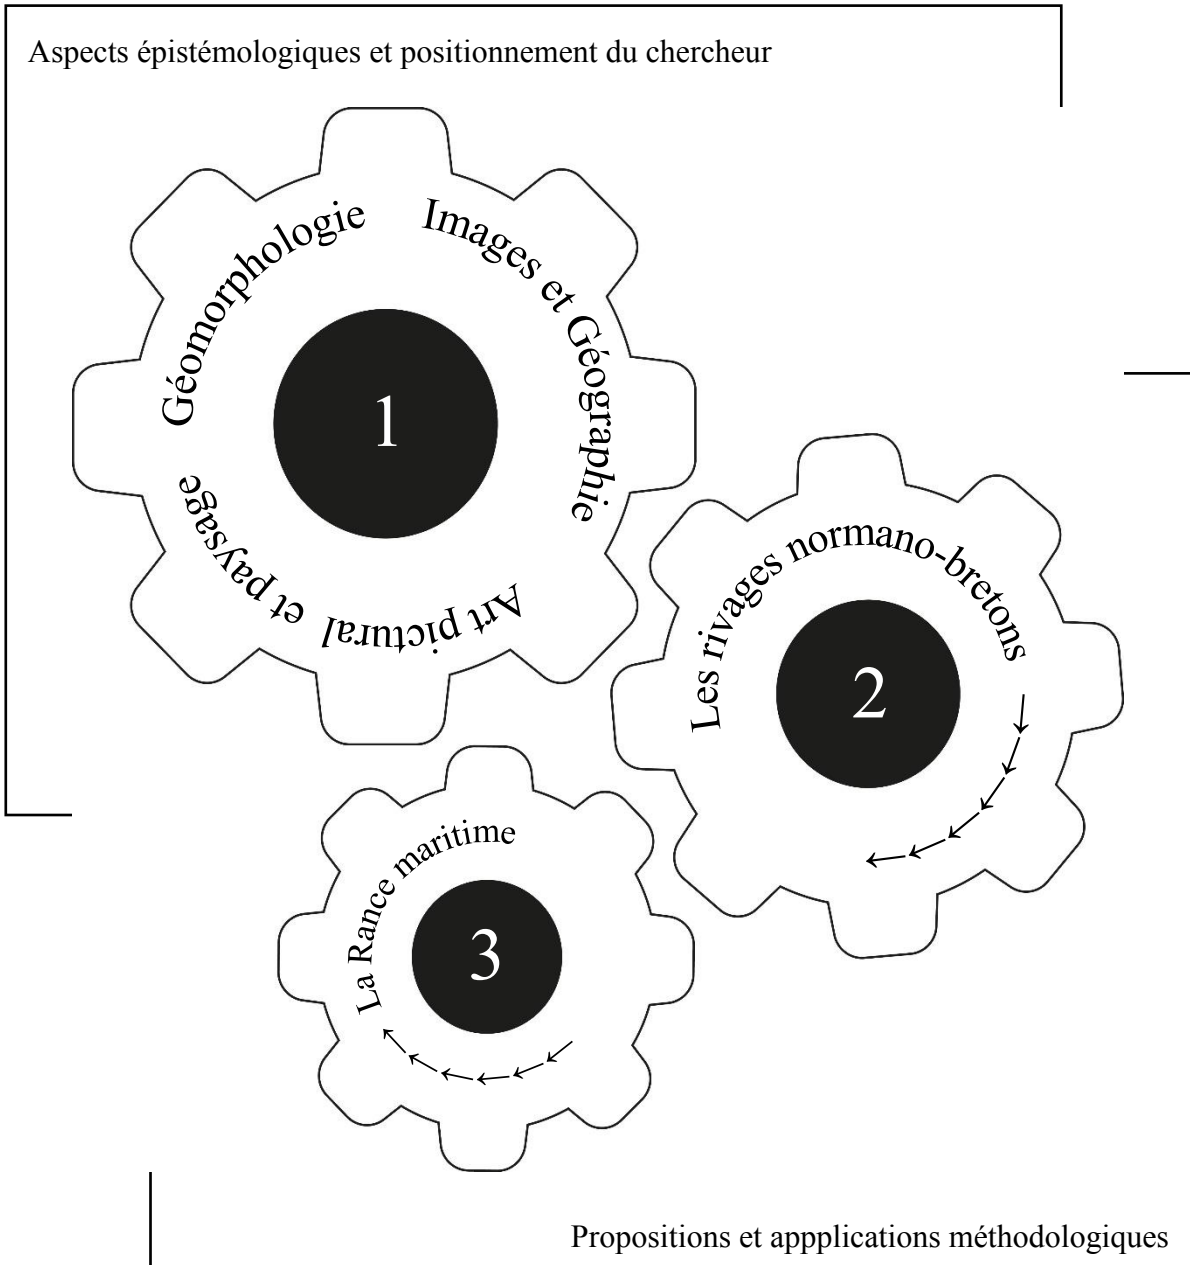 Aspects épistémologiques et positionnement du chercheur
Géomorphologie
Images et Géographie
Art pictural et paysage
1
Les rivages normano-bretons
2
La Rance maritime
3
Propositions et appplications méthodologiques